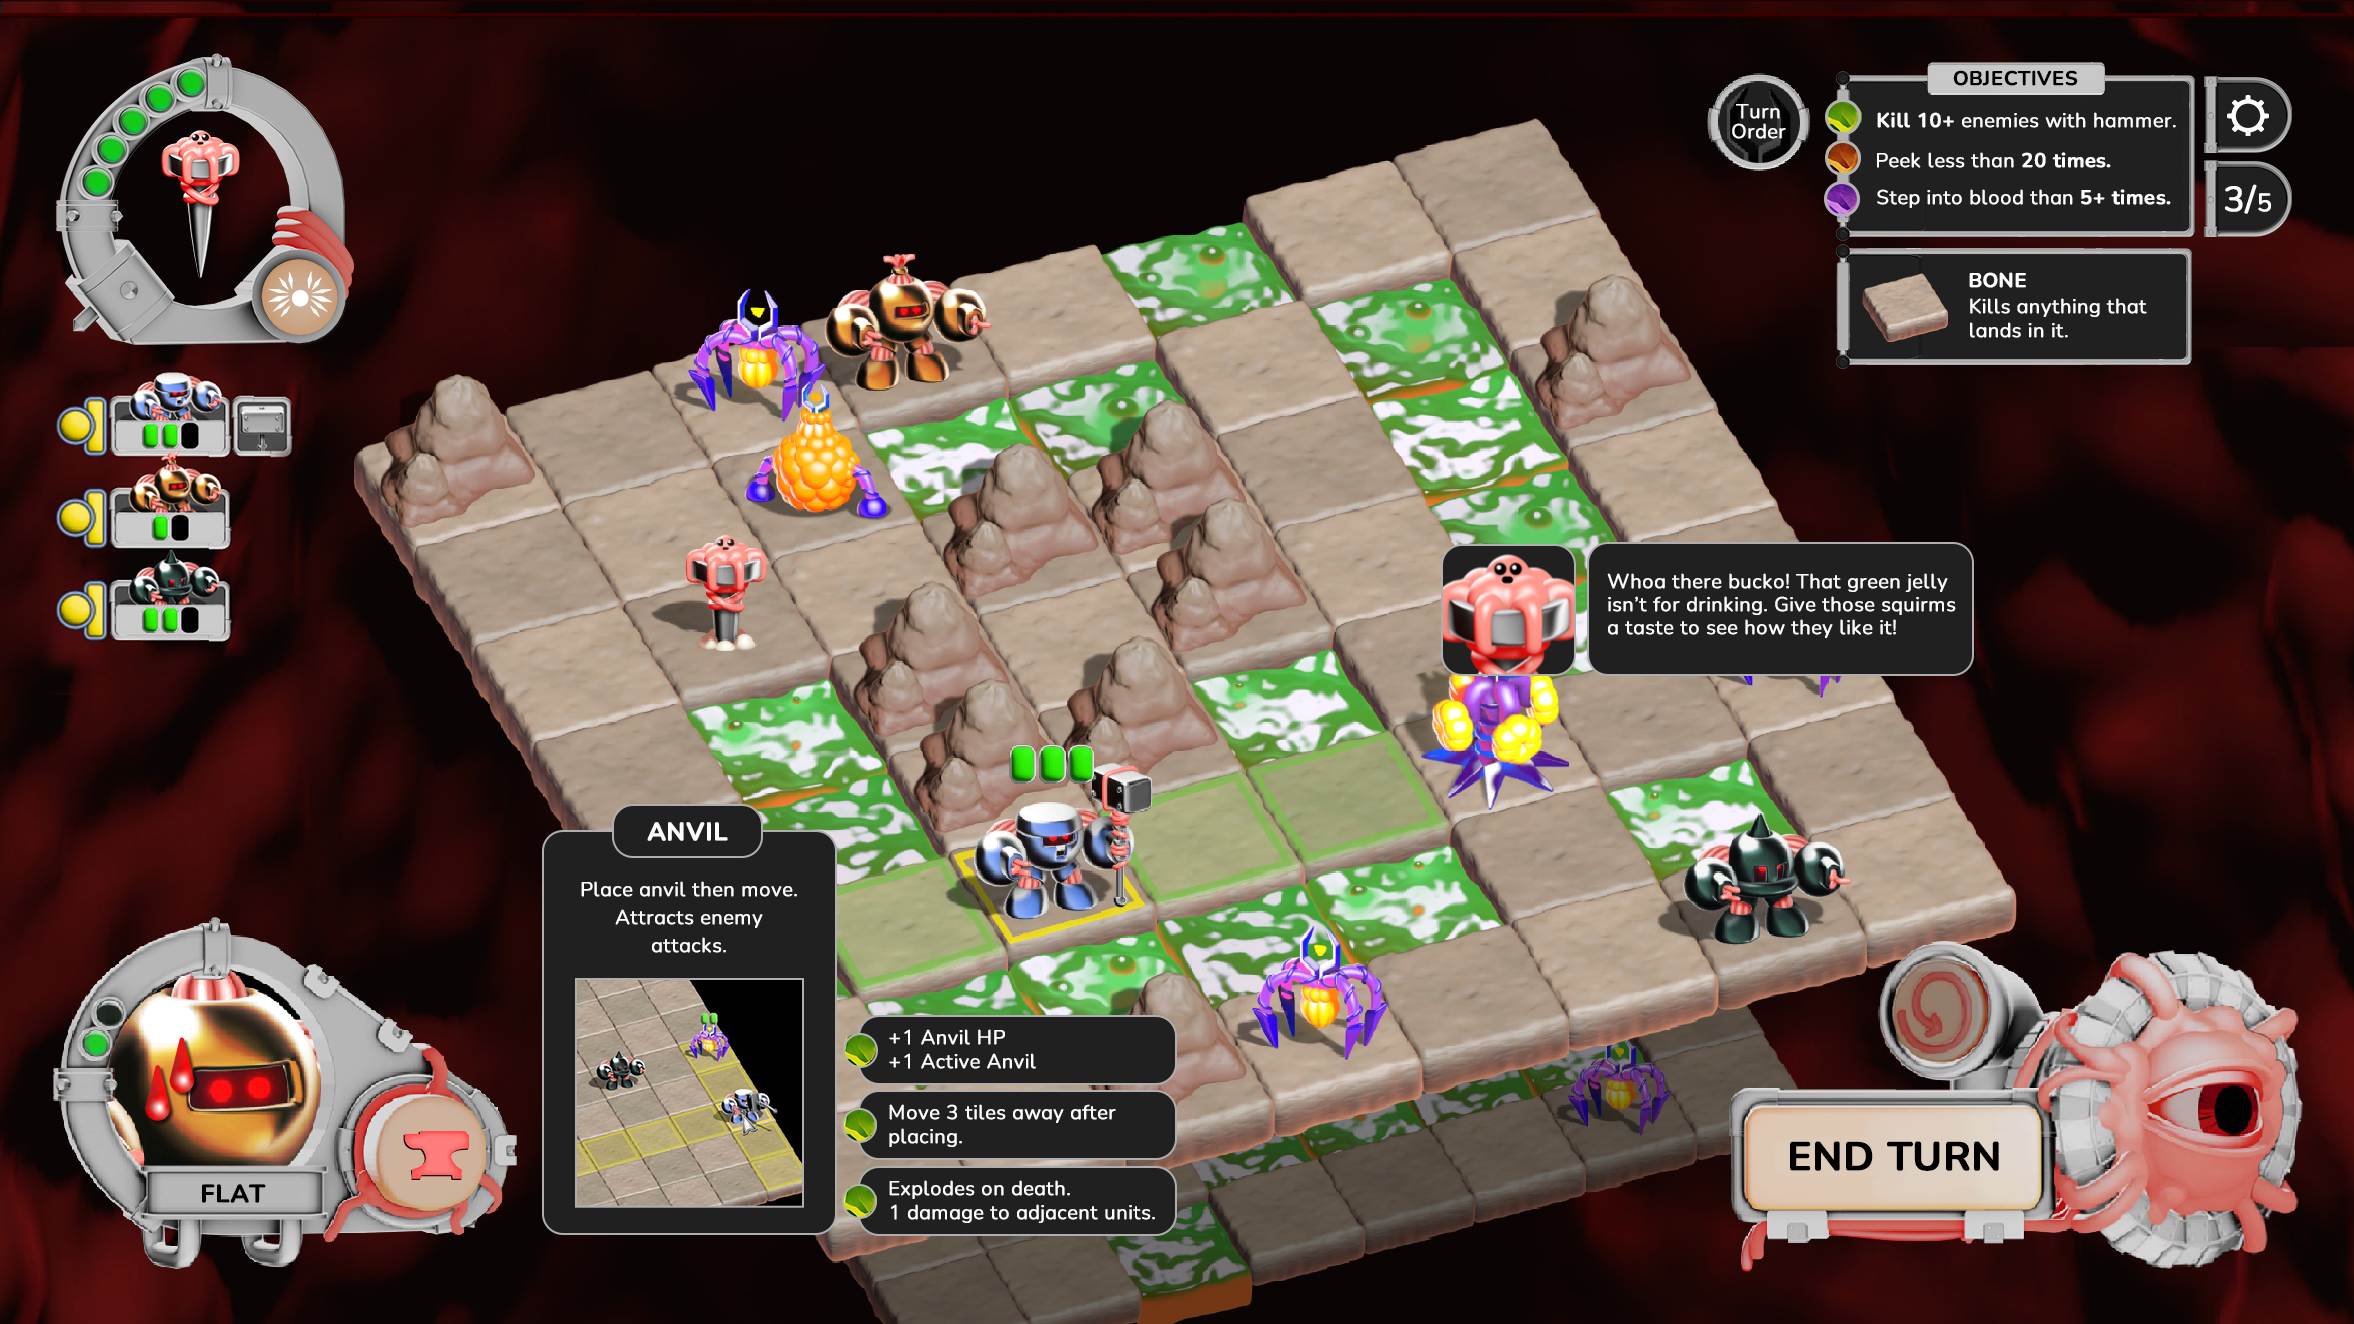 Turn
Order
OBJECTIVES
Kill 10+ enemies with hammer.
Peek less than 20 times.
Step into blood than 5+ times.
3/5
BONE
Kills anything that
lands in it.
Whoa there bucko! That green jelly
isn't for drinking. Give those squirms
a taste to see how they like it!
ANVIL
Place anvil then move.
Attracts enemy
attacks.
+1 Anvil HP
+1 Active Anvil
Move 3 tiles away after
placing.
Explodes on death.
1 damage to adjacent units.
FLAT
END TURN